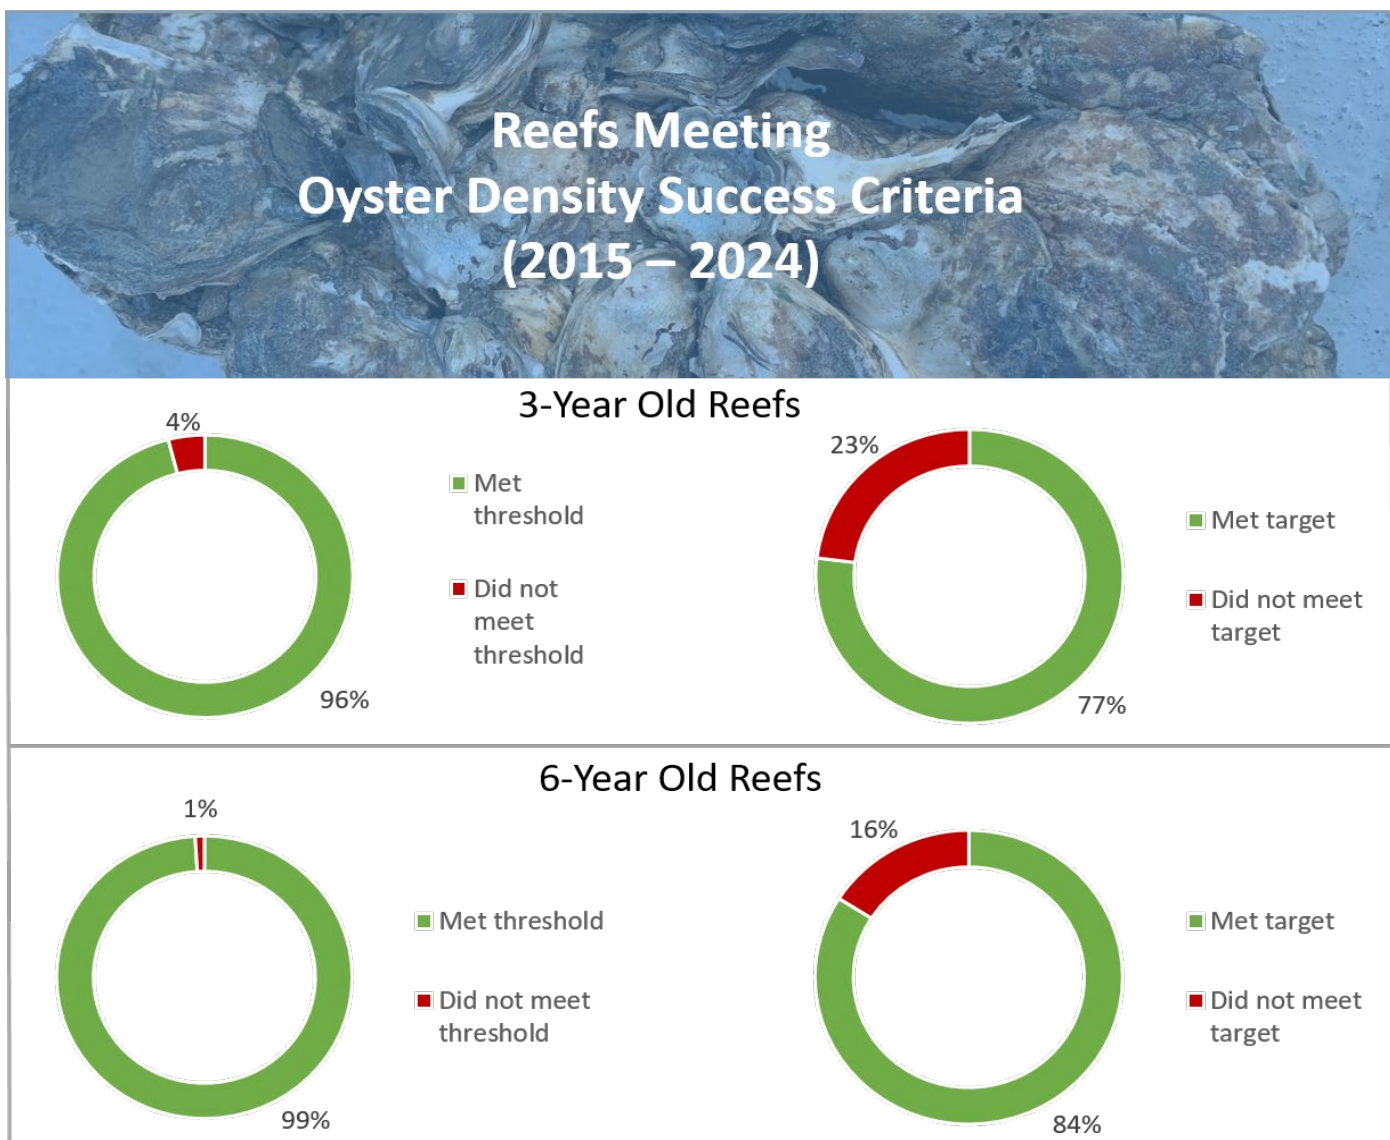 Reefs Meeting
Oyster Density Success Criteria
(2015 – 2024)
3-Year Old Reefs
4%
96%
Met
threshold
Did not
meet
threshold
23%
77%
Met target
Did not meet
target
6-Year Old Reefs
1%
99%
Met threshold
Did not meet
threshold
16%
84%
Met target
Did not meet
target